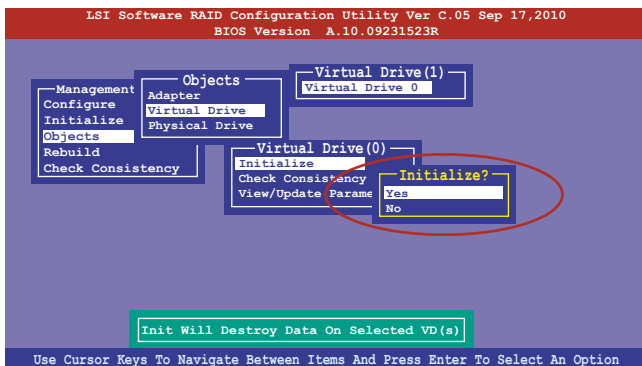 LSI Software RAID Configuration Utility Ver C.05 Sep 17,2010
BIOS Version A.10.09231523R
Management
Configure
Initialize
Objects
Rebuild
Check Consistency
Objects
Adapter
Virtual Drive
Physical Drive
Virtual Drive(1)
Virtual Drive 0
Virtual Drive(0)
Initialize
Check Consistency
View/Update Parame
Initialize?
Yes
No
Init Will Destroy Data On Selected VD(s)
Use Cursor Keys To Navigate Between Items And Press Enter To Select An Option